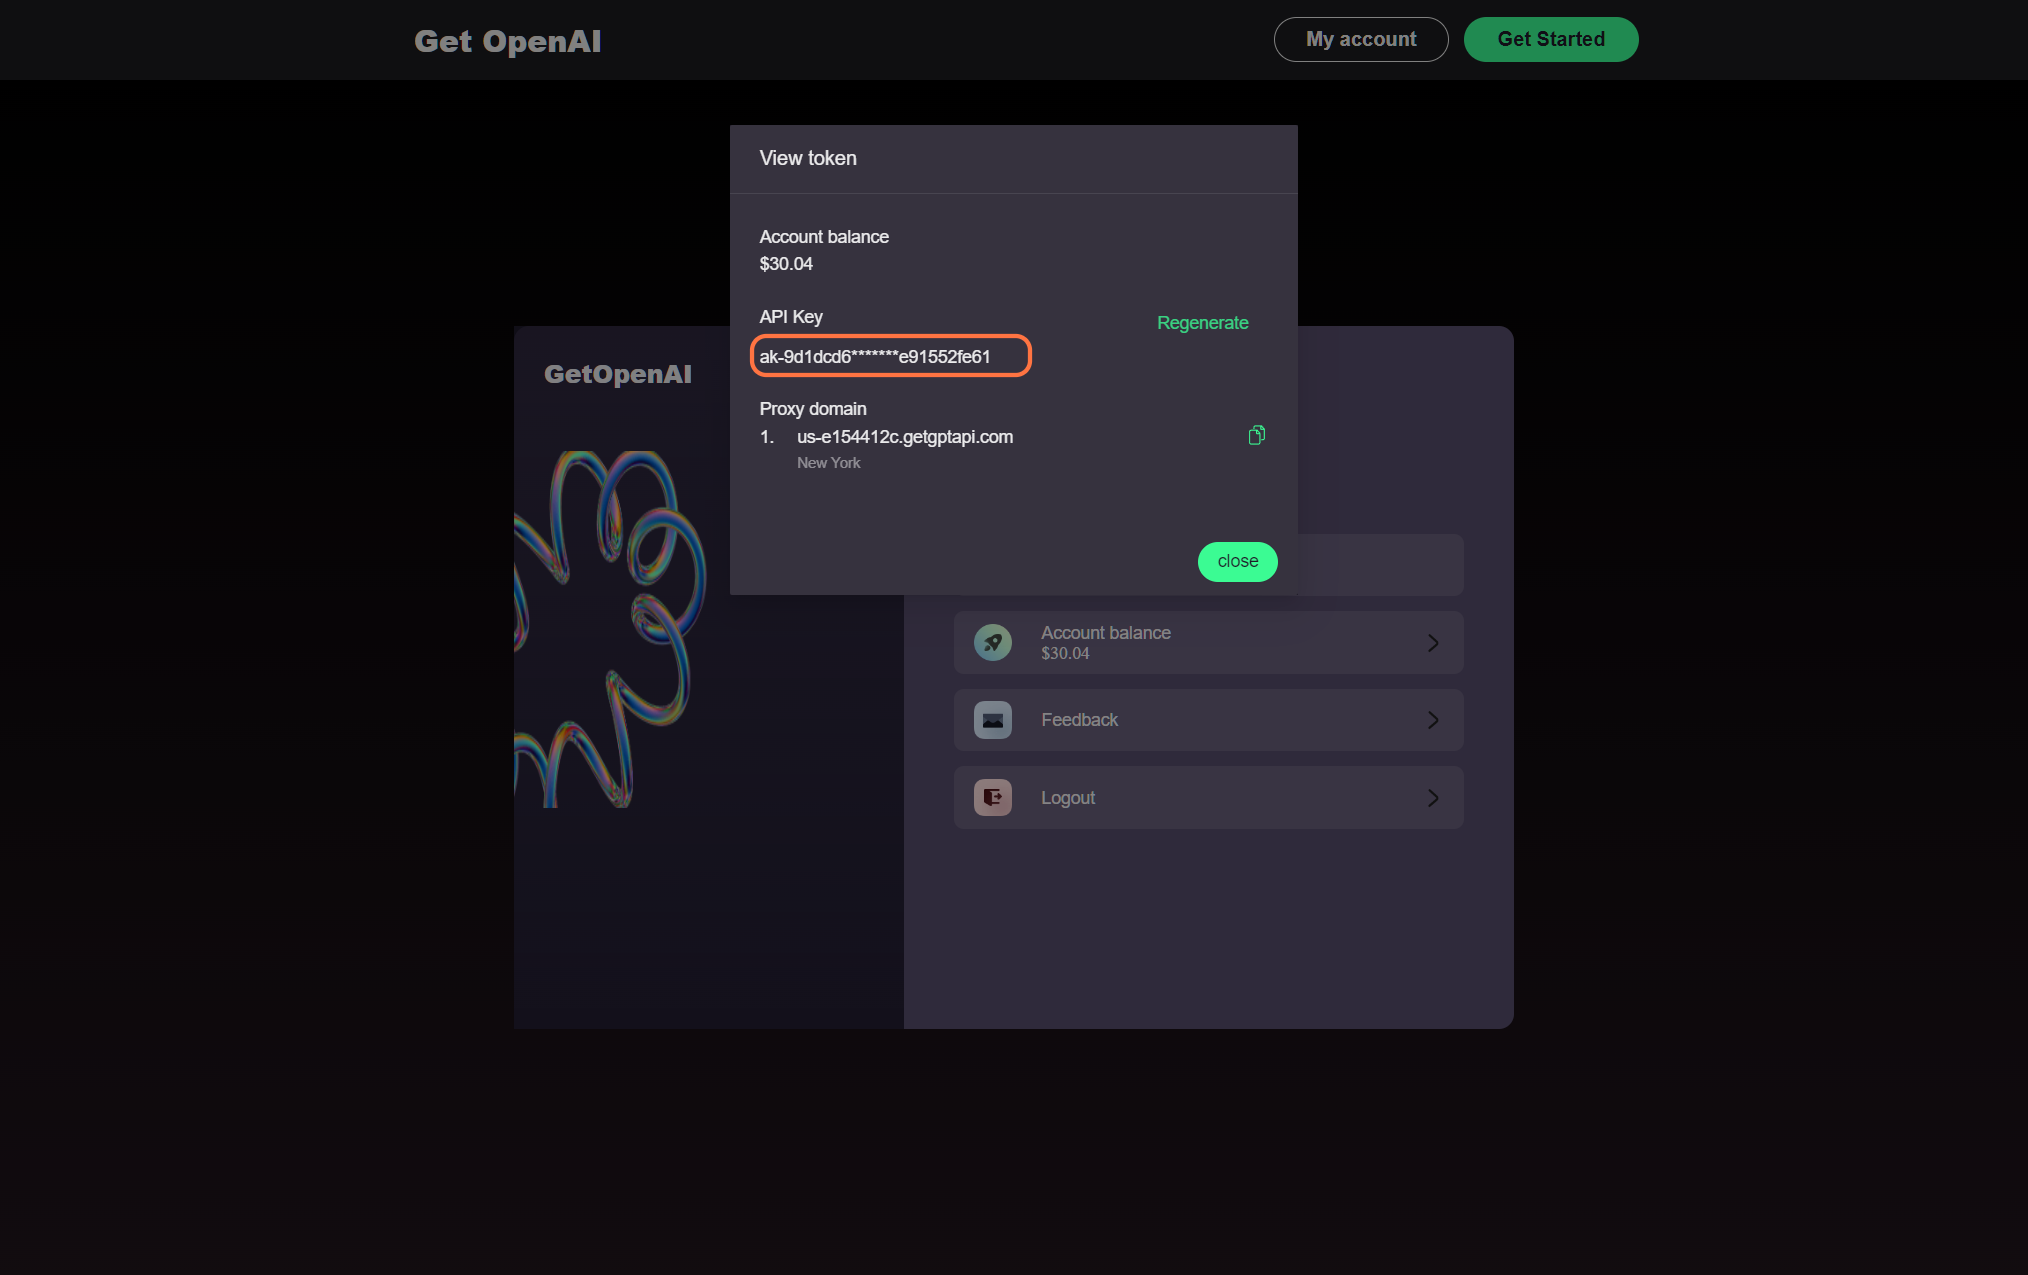 Get OpenAI
My account
Get Started
View token
Account balance
$30.04
API Key
Regenerate
ak-9d1dcd6*******e91552fe61
Proxy domain
1. us-e154412c.getgptapi.com
New York
close
GetOpenAI
Account balance
$30.04
Feedback
Logout